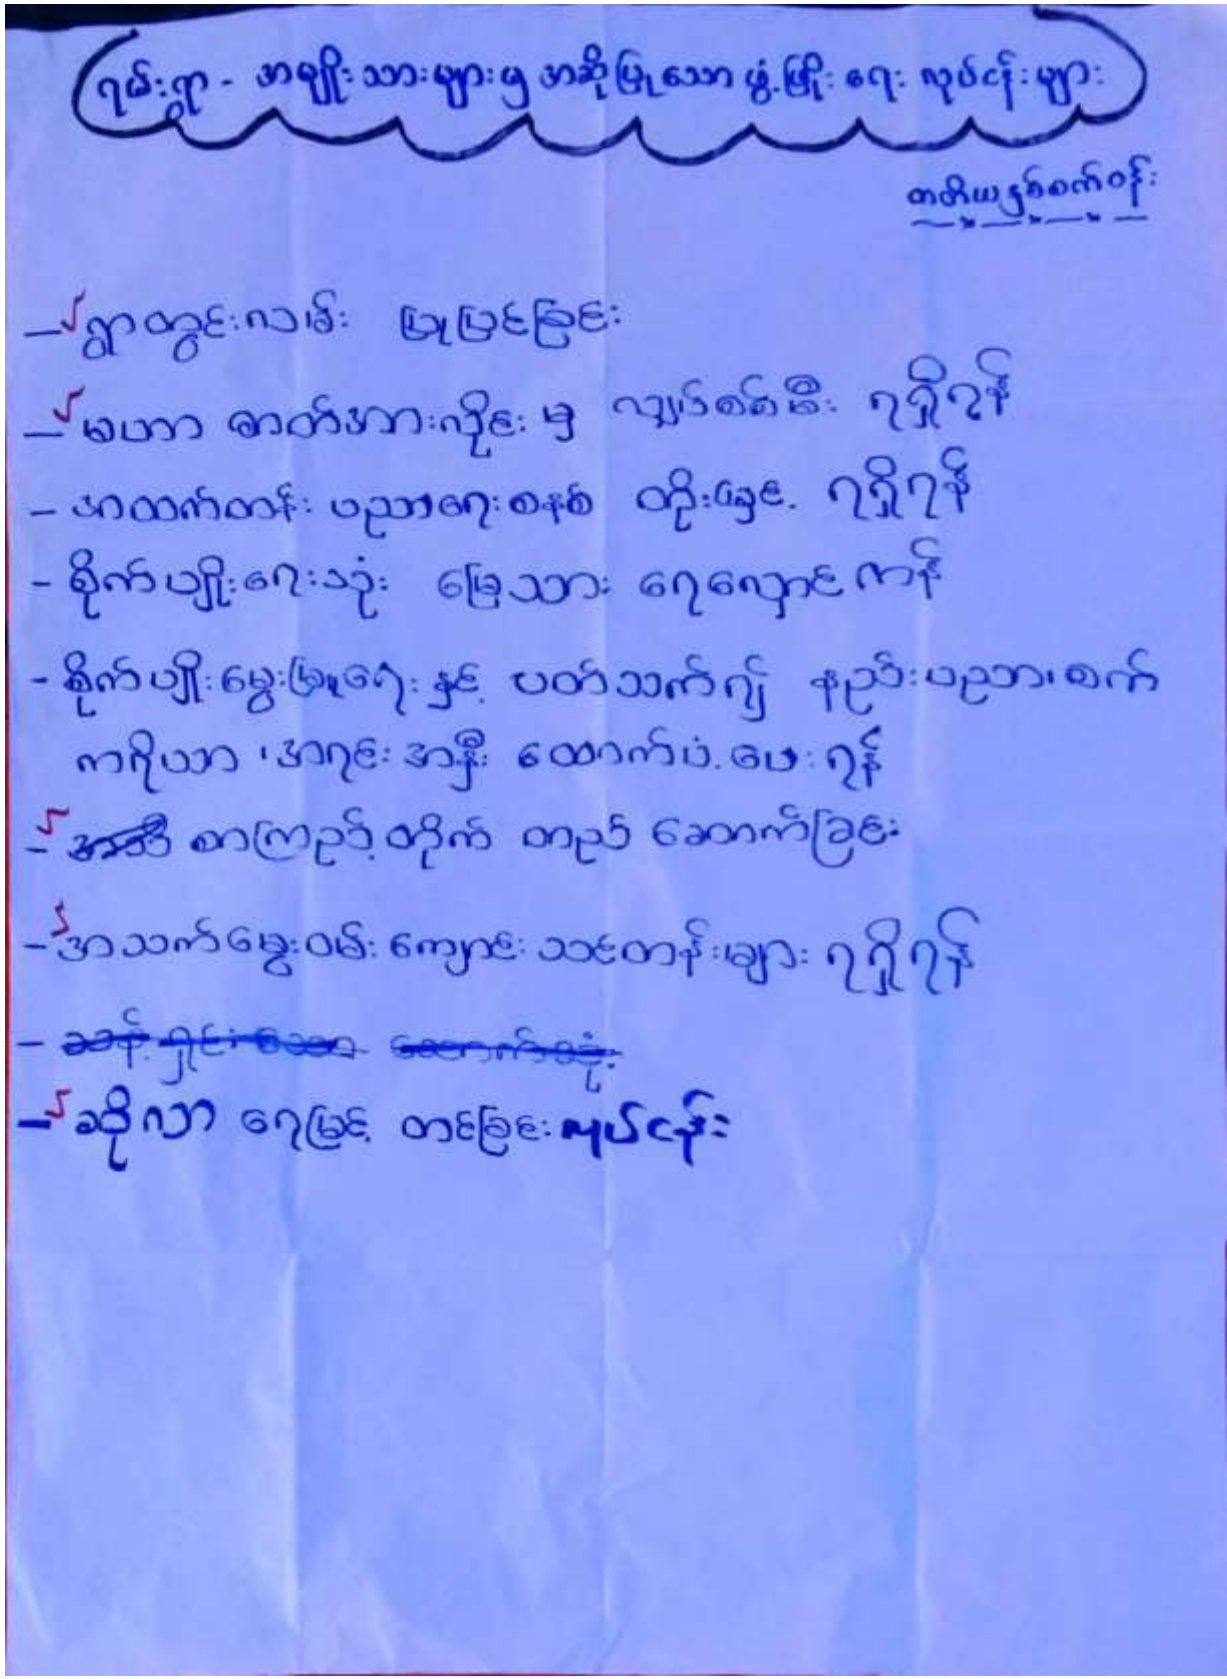 ရမ်းရွာ - အမျိုးသားများမှ အဆိုပြုသော ဖွံ့ဖြိုးရေး လုပ်ငန်းများ
တတိယနှစ်စက်ဝန်း
- ရွာတွင်းလမ်း ပြုပြင်ခြင်း
- မဟာ ဓာတ်အားလိုင်း မှ လျှပ်စစ်မီး ရရှိရန်
- အထက်တန်း ပညာရေးစနစ် တိုးမြှင့် ရရှိရန်
- စိုက်ပျိုးရေးသုံး မြေသား ရေလှောင်ကန်
- စိုက်ပျိုးမွေးမြူရေး နှင့် ပတ်သက်၍ နည်းပညာ၊ စက်
ကရိယာ ၊အရင်းအနှီး ထောက်ပံ့ပေးရန်
- စာကြည့်တိုက် တည်ဆောက်ခြင်း
- အသက်မွေးဝမ်းကျောင်း သင်တန်းများ ရရှိရန်
- ဆိုလာ ရေမြှင့် တင်ခြင်း လုပ်ငန်း